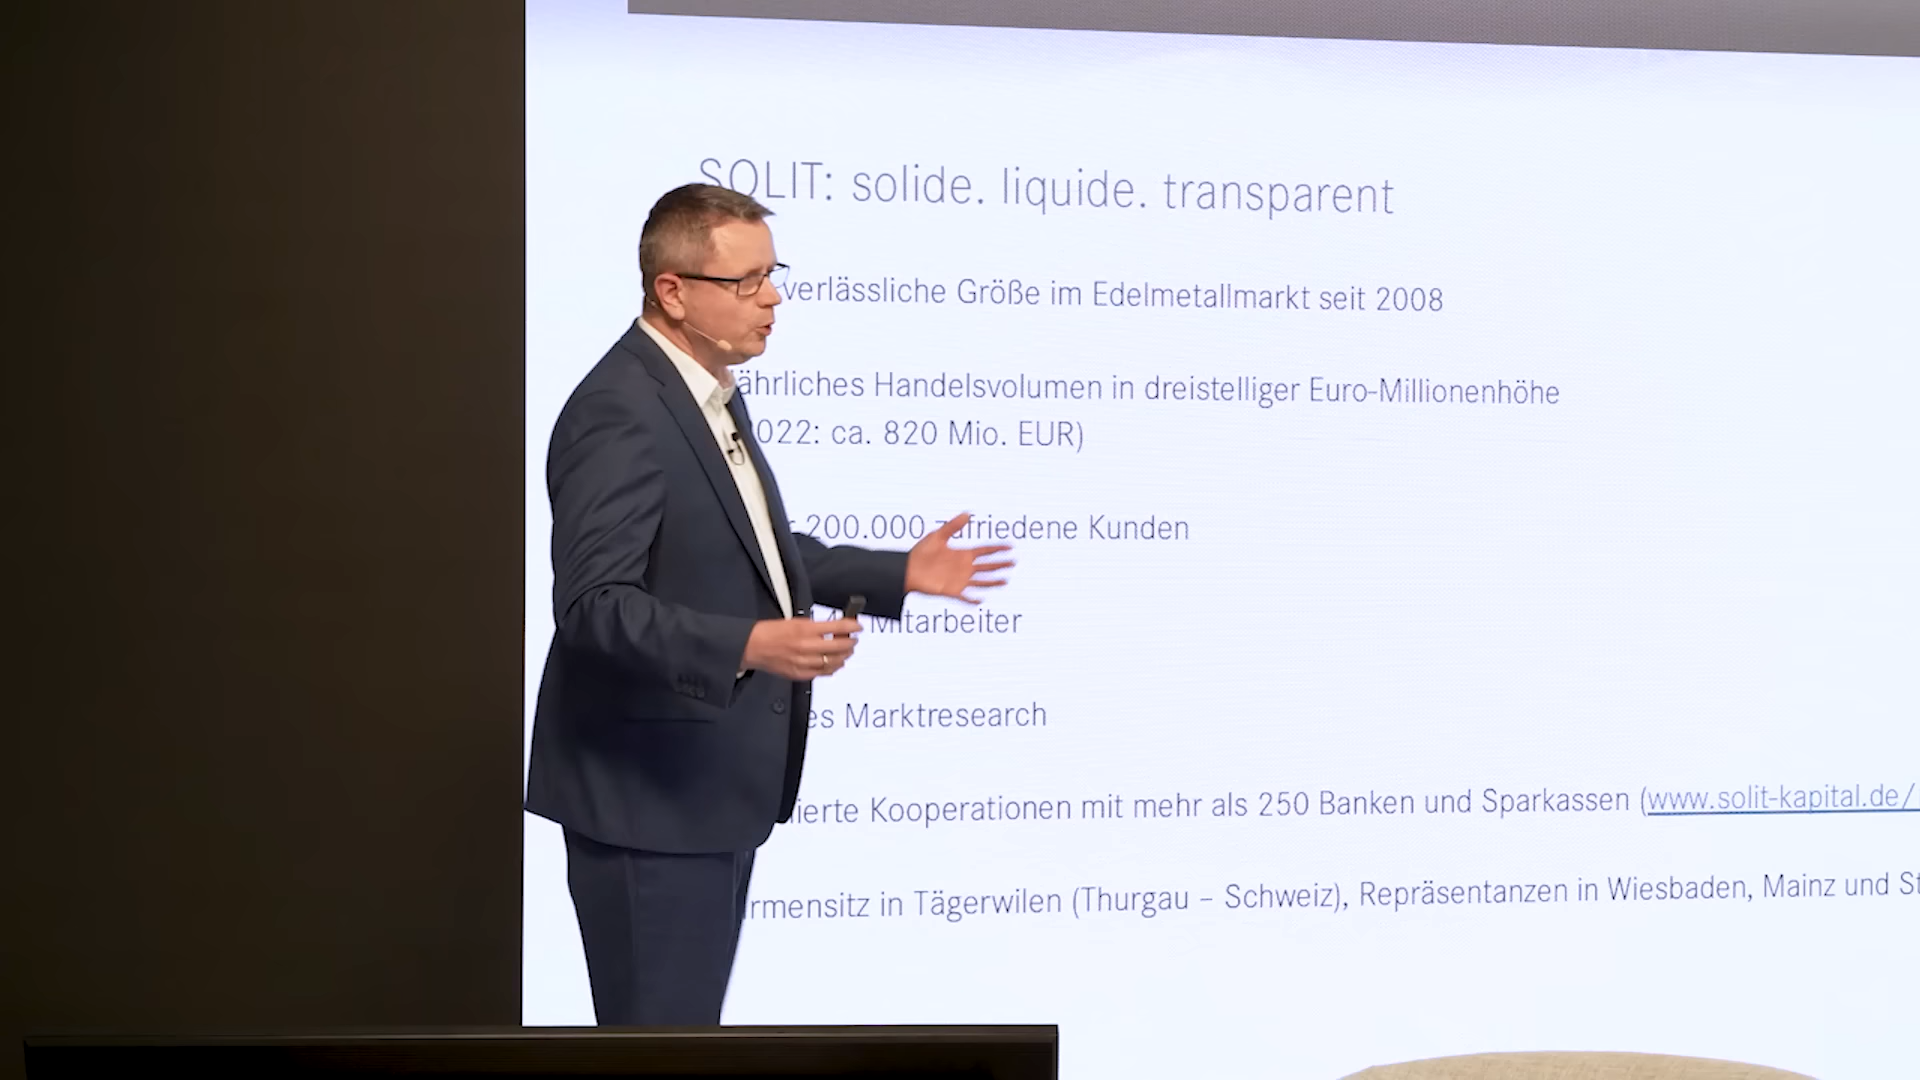 SOLIT: solide. liquide. transparent
verlässliche Größe im Edelmetallmarkt seit 2008
jährliches Handelsvolumen in dreistelliger Euro-Millionenhöhe
2022: ca. 820 Mio. EUR)
200.000 zufriedene Kunden
Mitarbeiter
es Marktresearch
ierte Kooperationen mit mehr als 250 Banken und Sparkassen (www.solit-kapital.de/
rmensitz in Tägerwilen (Thurgau – Schweiz), Repräsentanzen in Wiesbaden, Mainz und St